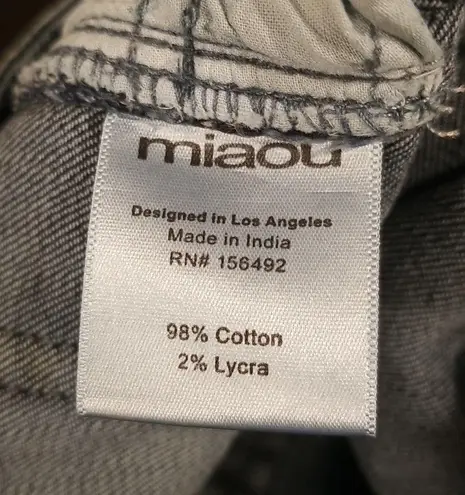 miaou
Designed in Los Angeles
Made in India
RN# 156492
98% Cotton
2% Lycra